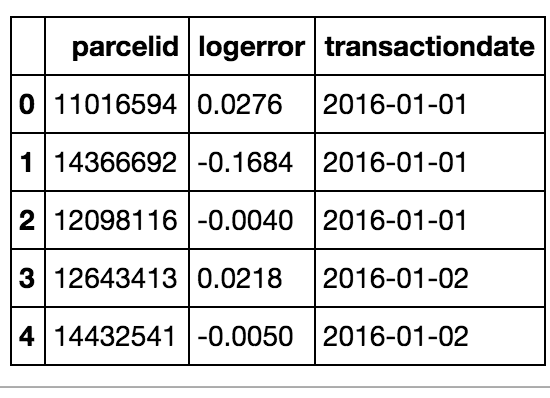 parcelid logerror transactiondate
0 11016594 0.0276 2016-01-01
1 14366692 -0.1684 2016-01-01
2 12098116 -0.0040 2016-01-01
3 12643413 0.0218 2016-01-02
4 14432541 -0.0050 2016-01-02